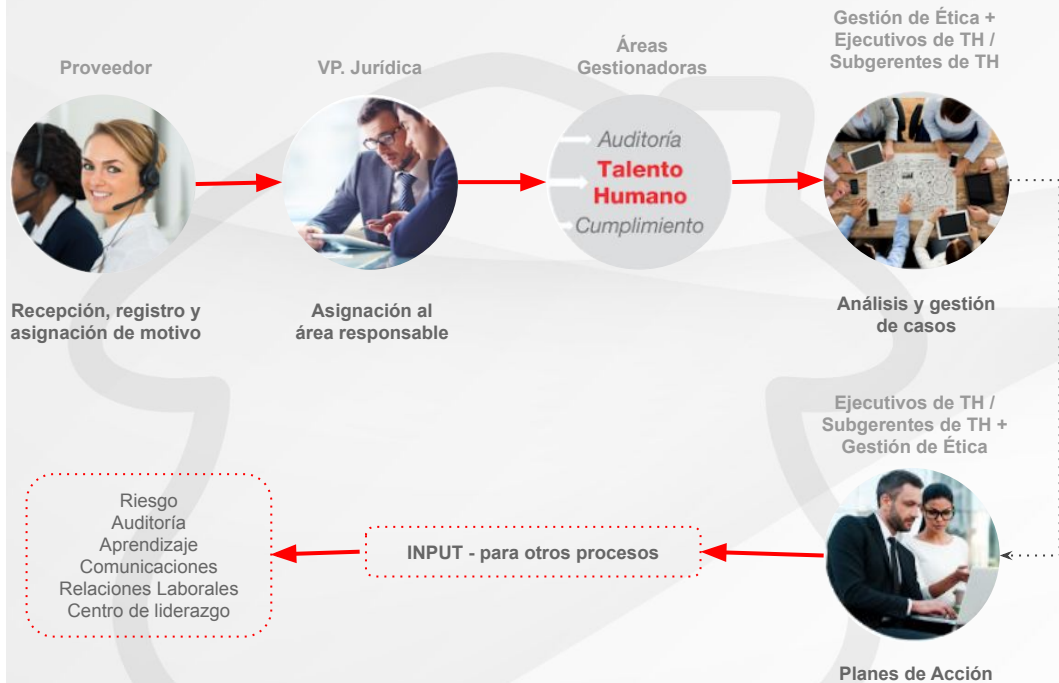 Proveedor
VP. Jurídica
Áreas
Gestionadoras
Gestión de Ética +
Ejecutivos de TH /
Subgerentes de TH
Auditoría
Talento
Humano
Cumplimiento
Recepción, registro y
asignación de motivo
Asignación al
área responsable
Análisis y gestión
de casos
Ejecutivos de TH /
Subgerentes de TH +
Gestión de Ética
Planes de Acción
INPUT - para otros procesos
Riesgo
Auditoría
Aprendizaje
Comunicaciones
Relaciones Laborales
Centro de liderazgo